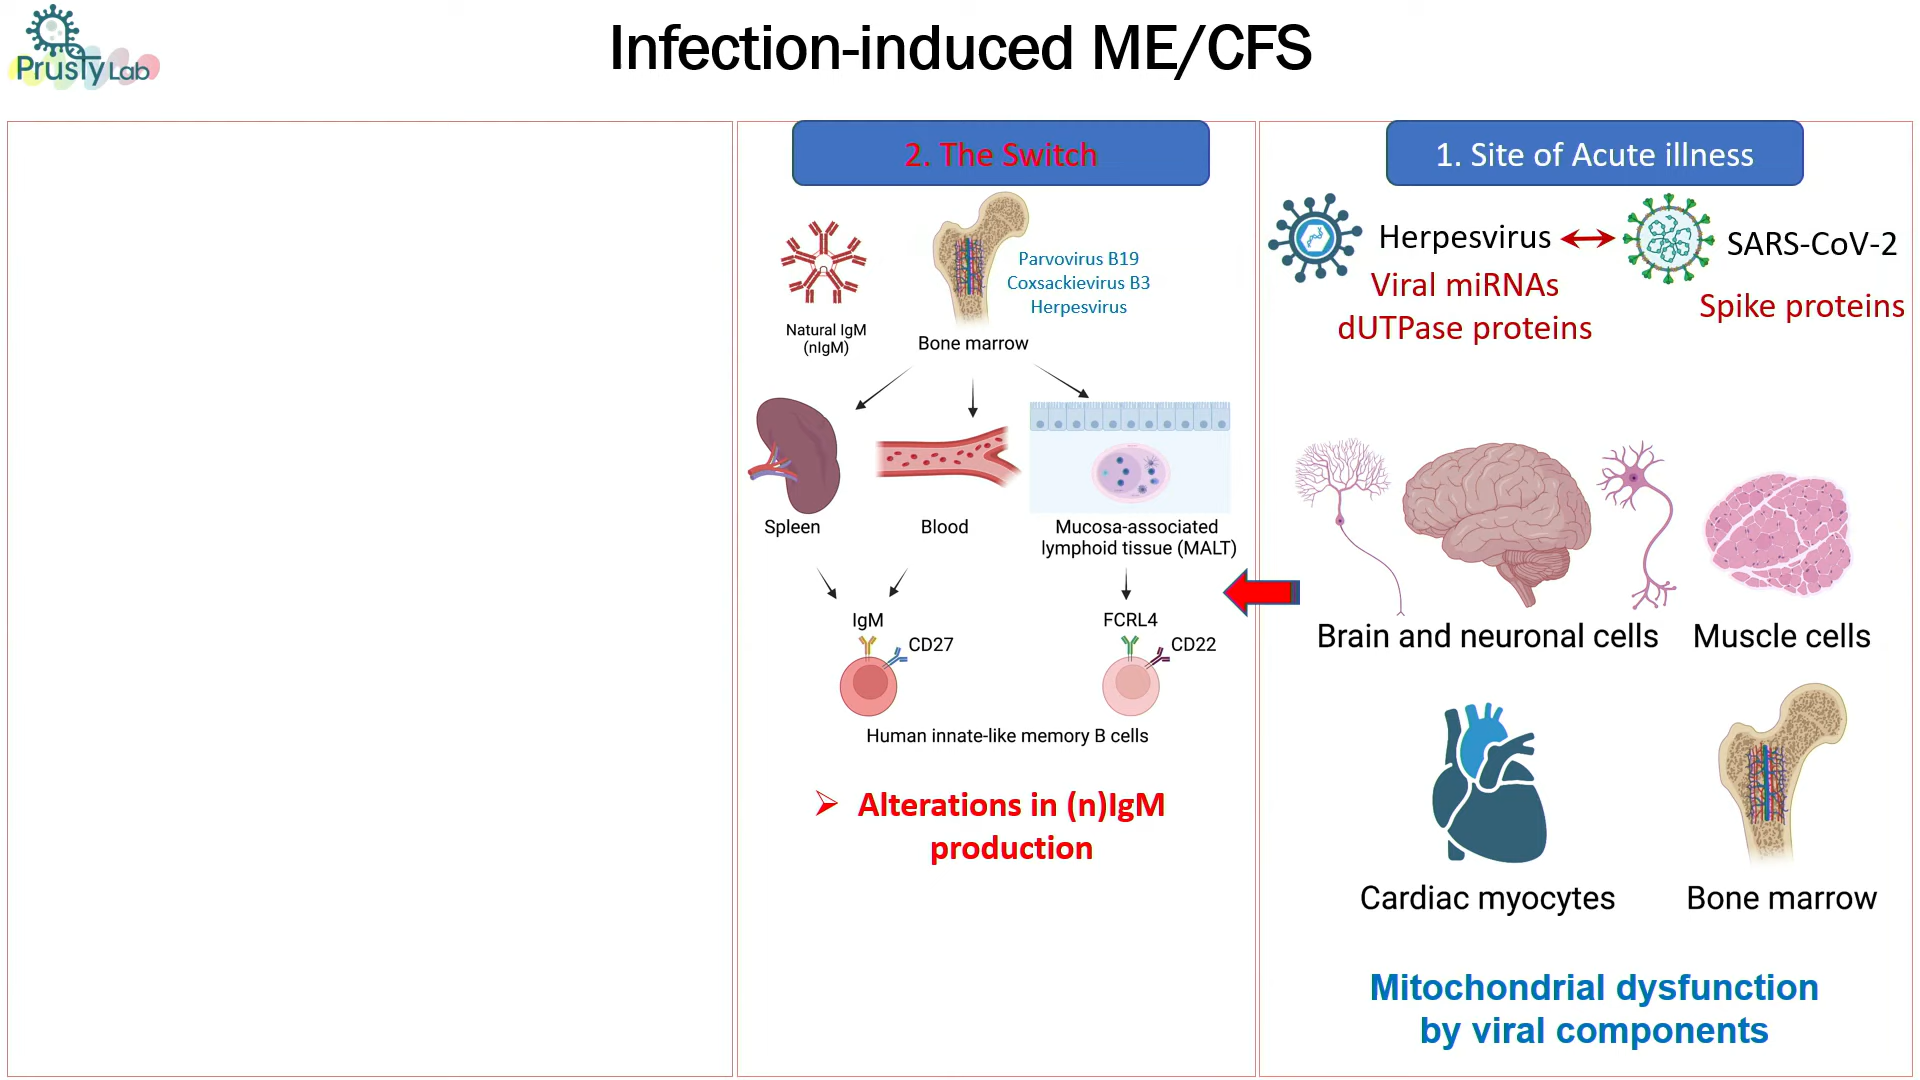 Prusty Lab
Infection-induced ME/CFS
2. The Switch
Natural IgM
(nIgM)
Parvovirus B19
Coxsackievirus B3
Herpesvirus
Bone marrow
Spleen
Blood
Mucosa-associated
lymphoid tissue (MALT)
IgM
CD27
FCRL4
CD22
Human innate-like memory B cells
➢ Alterations in (n)IgM
production
1. Site of Acute illness
Herpesvirus
SARS-CoV-2
Viral miRNAs
dUTPase proteins
Spike proteins
Brain and neuronal cells
Muscle cells
Cardiac myocytes
Bone marrow
Mitochondrial dysfunction
by viral components